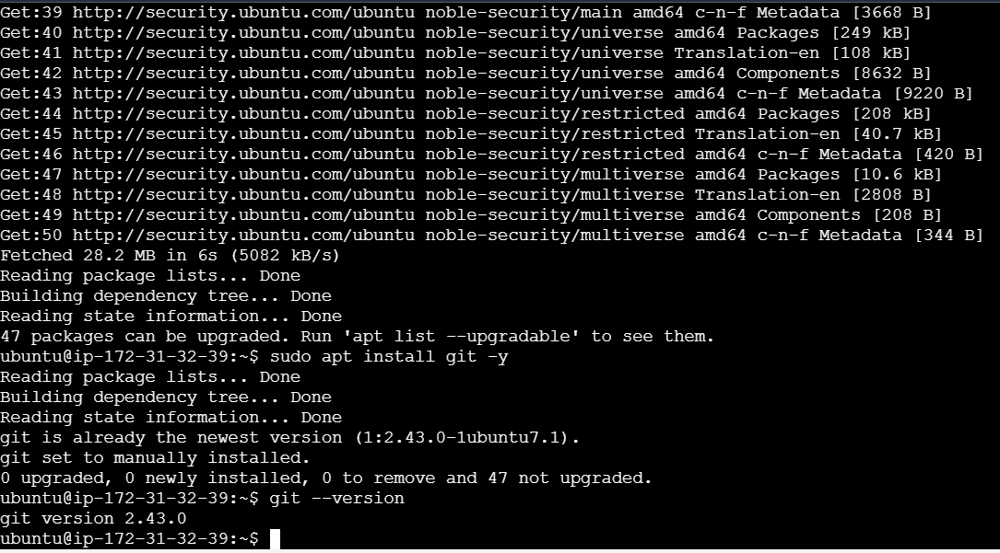 Get:39 http://security.ubuntu.com/ubuntu noble-security/main amd64 c-n-f Metadata [3668 B]
Get:40 http://security.ubuntu.com/ubuntu noble-security/universe amd64 Packages [249 kB]
Get:41 http://security.ubuntu.com/ubuntu noble-security/universe Translation-en [108 kB]
Get:42 http://security.ubuntu.com/ubuntu noble-security/universe amd64 Components [8632 B]
Get:43 http://security.ubuntu.com/ubuntu noble-security/universe amd64 c-n-f Metadata [9220 B]
Get:44 http://security.ubuntu.com/ubuntu noble-security/restricted amd64 Packages [208 kB]
Get:45 http://security.ubuntu.com/ubuntu noble-security/restricted Translation-en [40.7 kB]
Get:46 http://security.ubuntu.com/ubuntu noble-security/restricted amd64 c-n-f Metadata [420 B]
Get:47 http://security.ubuntu.com/ubuntu noble-security/multiverse amd64 Packages [10.6 kB]
Get:48 http://security.ubuntu.com/ubuntu noble-security/multiverse Translation-en [2808 B]
Get:49 http://security.ubuntu.com/ubuntu noble-security/multiverse amd64 Components [208 B]
Get:50 http://security.ubuntu.com/ubuntu noble-security/multiverse amd64 c-n-f Metadata [344 B]
Fetched 28.2 MB in 6s (5082 kB/s)
Reading package lists... Done
Building dependency tree... Done
Reading state information... Done
47 packages can be upgraded. Run 'apt list --upgradable' to see them.
ubuntu@ip-172-31-32-39:~$ sudo apt install git -y
Reading package lists... Done
Building dependency tree... Done
Reading state information... Done
git is already the newest version (1:2.43.0-1ubuntu7.1).
git set to manually installed.
0 upgraded, 0 newly installed, 0 to remove and 47 not upgraded.
ubuntu@ip-172-31-32-39:~$ git --version
git version 2.43.0
ubuntu@ip-172-31-32-39:~$